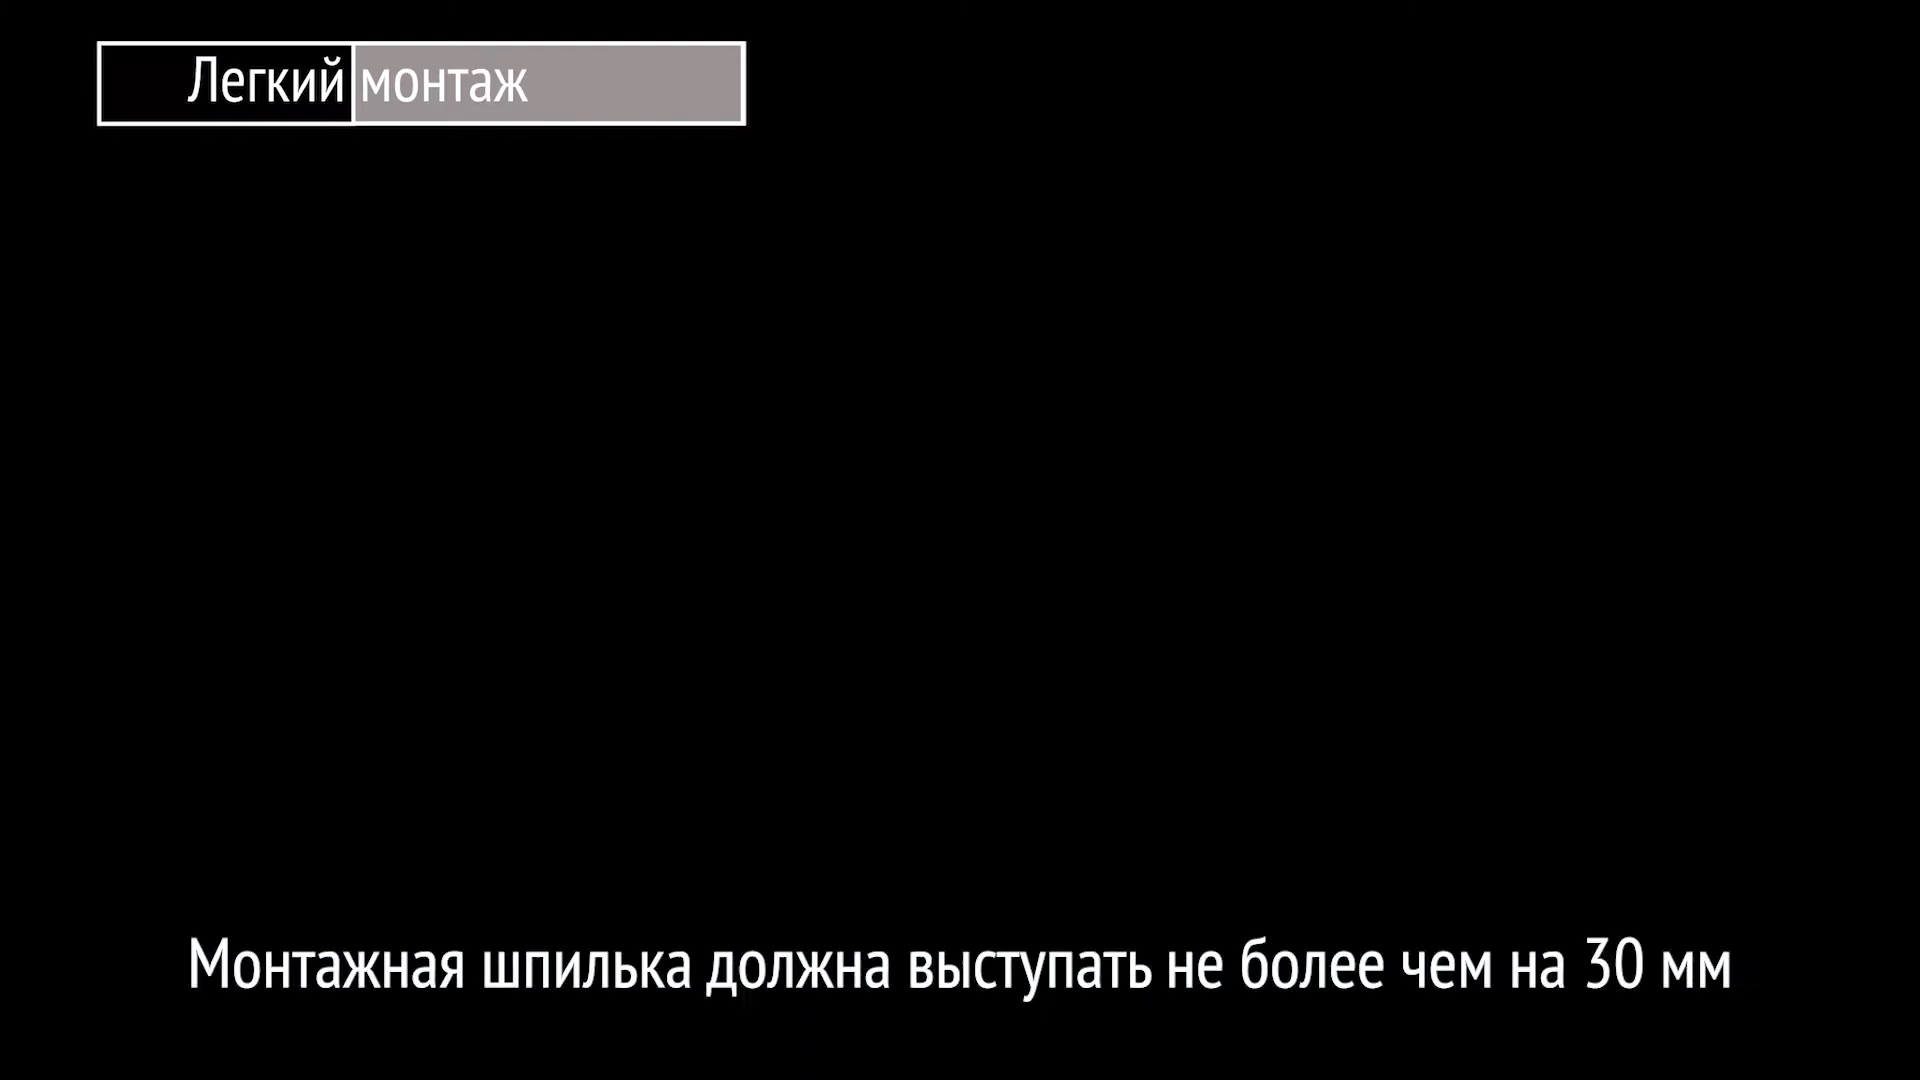 Легкий монтаж
Монтажная шпилька должна выступать не более чем на 30 мм